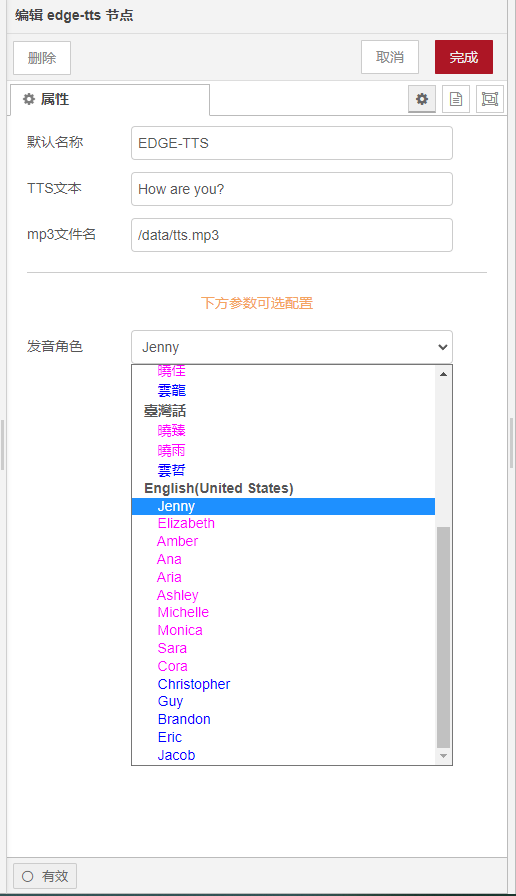 编辑 edge-tts 节点
删除 取消 完成
属性
默认名称 EDGE-TTS
TTS文本 How are you?
mp3文件名 /data/tts.mp3
下方参数可选配置
发音角色 Jenny
曉佳
雲龍
臺灣話
曉臻
曉雨
雲哲
English(United States)
Jenny
Elizabeth
Amber
Ana
Aria
Ashley
Michelle
Monica
Sara
Cora
Christopher
Guy
Brandon
Eric
Jacob
有效